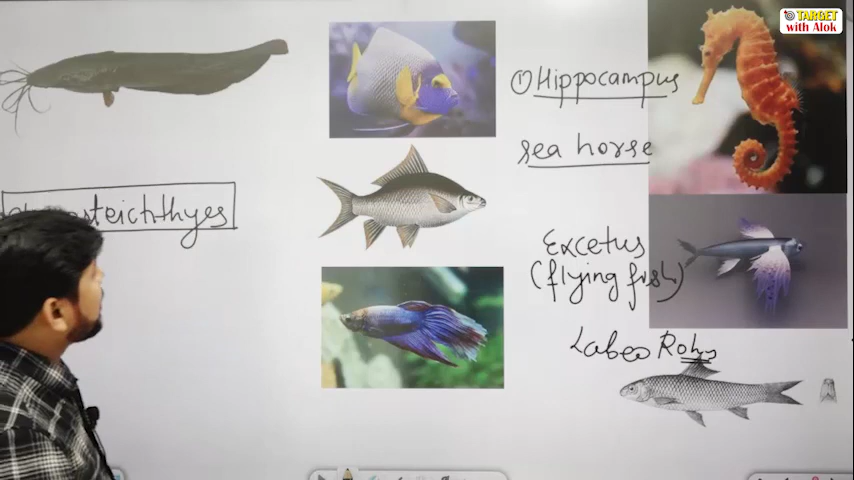 TARGET
with Alok
① Hippocampus
sea horse
Excetus
(flying fish)
Labeo Rohu